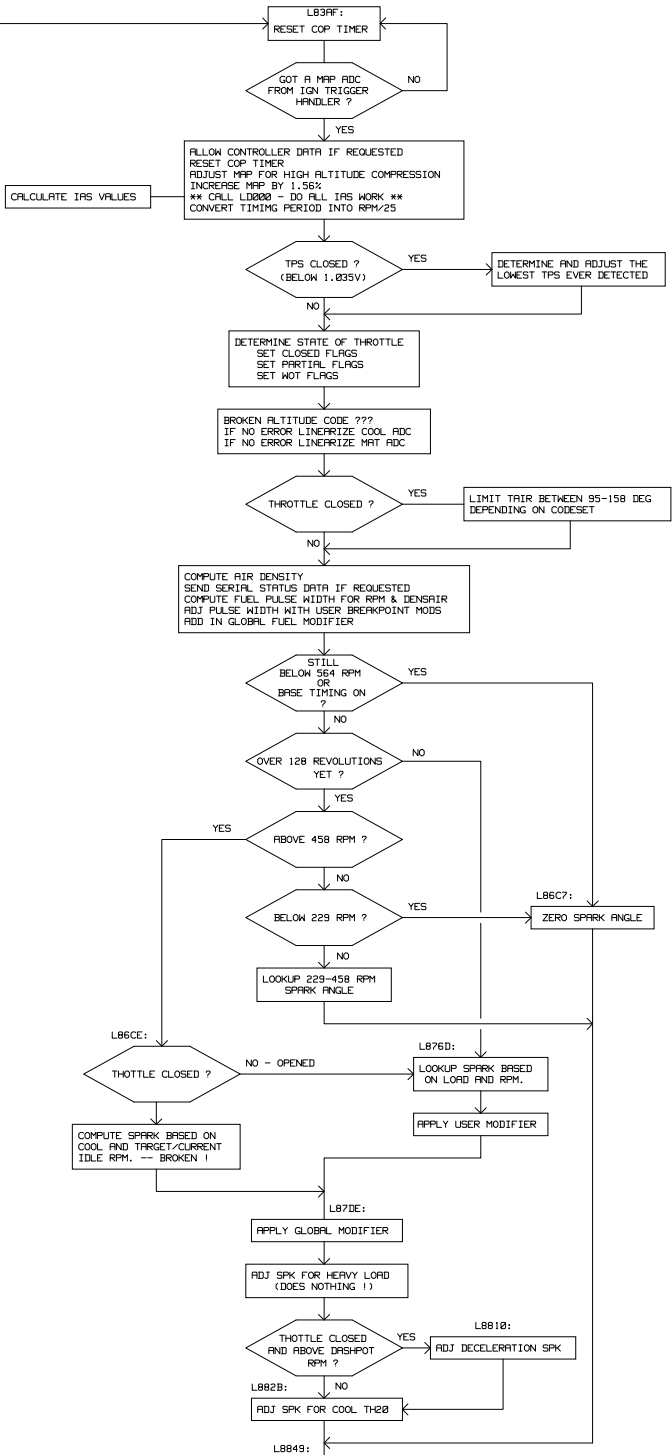 L83AF:
RESET COP TIMER
GOT A MAP ADC
FROM IGN TRIGGER
HANDLER ?
NO
YES
ALLOW CONTROLLER DATA IF REQUESTED
RESET COP TIMER
ADJUST MAP FOR HIGH ALTITUDE COMPRESSION
INCREASE MAP BY 1.56%
** CALL LD000 - DO ALL IAS WORK **
CONVERT TIMIMG PERIOD INTO RPM/25
CALCULATE IAS VALUES
TPS CLOSED ?
(BELOW 1.035V)
YES
DETERMINE AND ADJUST THE
LOWEST TPS EVER DETECTED
NO
DETERMINE STATE OF THROTTLE
SET CLOSED FLAGS
SET PARTIAL FLAGS
SET WOT FLAGS
BROKEN ALTITUDE CODE ???
IF NO ERROR LINEARIZE COOL ADC
IF NO ERROR LINEARIZE MAT ADC
THROTTLE CLOSED ?
YES
LIMIT TAIR BETWEEN 95-158 DEG
DEPENDING ON CODESET
NO
COMPUTE AIR DENSITY
SEND SERIAL STATUS DATA IF REQUESTED
COMPUTE FUEL PULSE WIDTH FOR RPM & DENSAIR
ADJ PULSE WIDTH WITH USER BREAKPOINT MODS
ADD IN GLOBAL FUEL MODIFIER
STILL
BELOW 564 RPM
OR
BASE TIMING ON
?
YES
NO
OVER 128 REVOLUTIONS
YET ?
NO
YES
ABOVE 458 RPM ?
YES
NO
BELOW 229 RPM ?
YES
L86C7:
ZERO SPARK ANGLE
NO
LOOKUP 229-458 RPM
SPARK ANGLE
L86CE:
THOTTLE CLOSED ?
NO - OPENED
L876D:
LOOKUP SPARK BASED
ON LOAD AND RPM.
APPLY USER MODIFIER
COMPUTE SPARK BASED ON
COOL AND TARGET/CURRENT
IDLE RPM. -- BROKEN !
L87DE:
APPLY GLOBAL MODIFIER
ADJ SPK FOR HEAVY LOAD
(DOES NOTHING !)
THOTTLE CLOSED
AND ABOVE DASHPOT
RPM ?
YES
L8810:
ADJ DECELERATION SPK
L882B:
NO
ADJ SPK FOR COOL TH20
L8849: